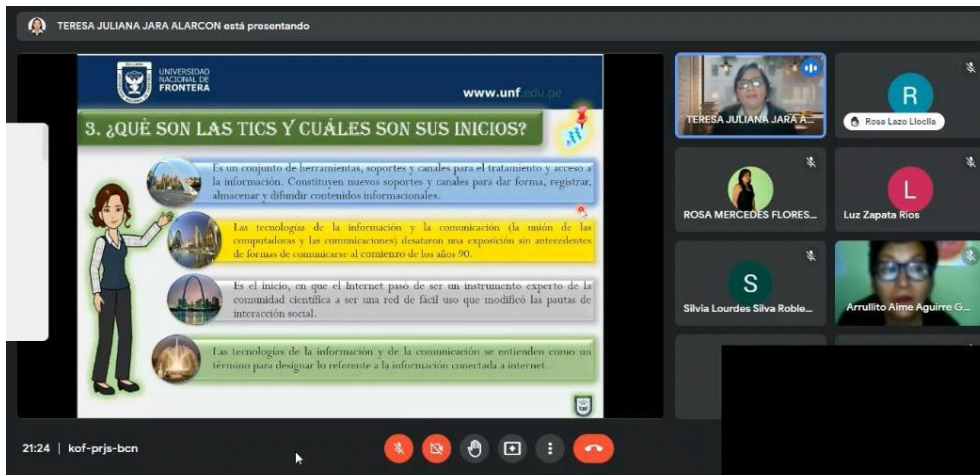 TERESA JULIANA JARA ALARCON está presentando
UNIVERSIDAD
NACIONAL DE
FRONTERA
www.unf.edu.pe
3. ¿QUÉ SON LAS TICS Y CUÁLES SON SUS INICIOS?
Es un conjunto de herramientas, soportes y canales para el tratamiento y acceso a
la información. Constituyen nuevos soportes y canales para dar forma, registrar,
almacenar y difundir contenidos informacionales.
Las tecnologías de la información y la comunicación (la unión de las
computadoras y las comunicaciones) desataron una exposición sin antecedentes
de formas de comunicarse al comienzo de los años 90.
Es el inicio, en que el Internet pasó de ser un instrumento experto de la
comunidad científica a ser una red de fácil uso que modificó las pautas de
interacción social.
Las tecnologías de la información y de la comunicación se entienden como un
término para designar lo referente a la información conectada a internet.
TERESA JULIANA JARA A...
R
Rosa Lazo Lloclla
ROSA MERCEDES FLORES...
L
Luz Zapata Rios
S
Silvia Lourdes Silva Roble...
Arrullito Aime Aguirre G...
21:24 | kof-prjs-bcn